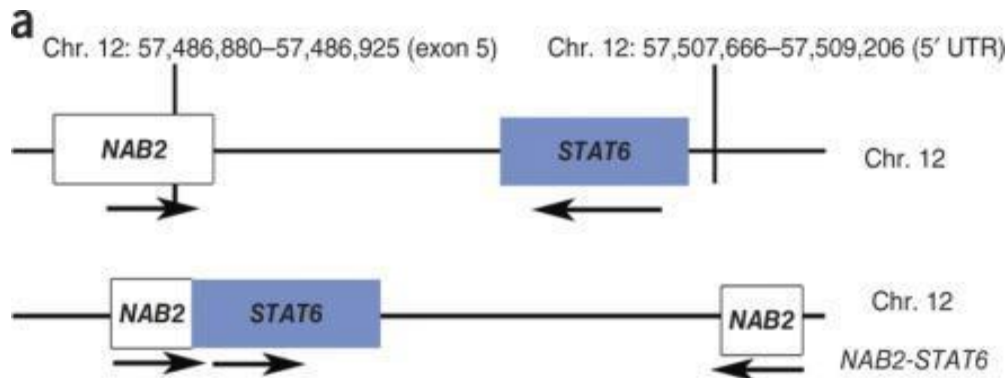 a
Chr. 12: 57,486,880–57,486,925 (exon 5)
Chr. 12: 57,507,666–57,509,206 (5′ UTR)
NAB2
STAT6
Chr. 12
NAB2
STAT6
NAB2
Chr. 12
NAB2-STAT6